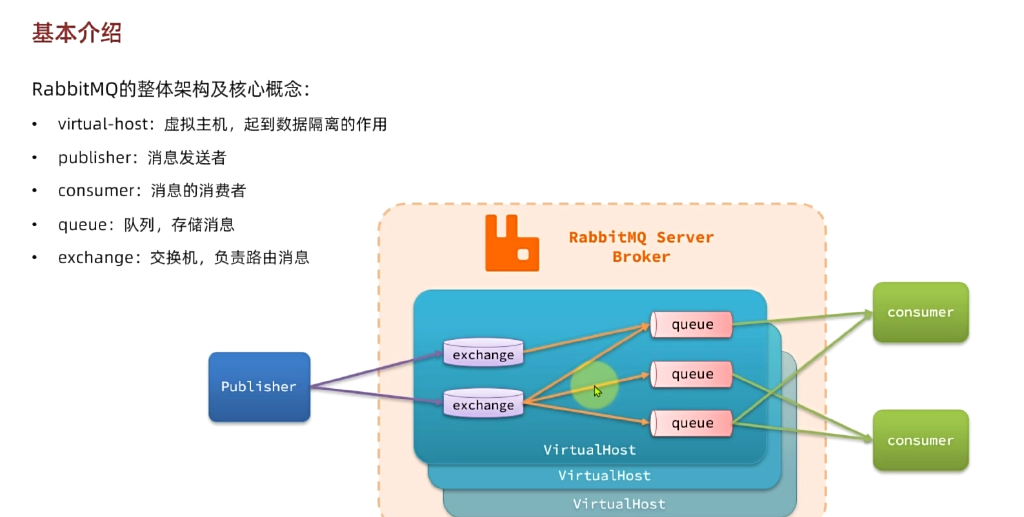 基本介绍
RabbitMQ的整体架构及核心概念：
• virtual-host：虚拟主机，起到数据隔离的作用
• publisher：消息发送者
• consumer：消息的消费者
• queue：队列，存储消息
• exchange：交换机，负责路由消息
RabbitMQ Server
Broker
Publisher
exchange
exchange
queue
queue
queue
VirtualHost
VirtualHost
VirtualHost
consumer
consumer